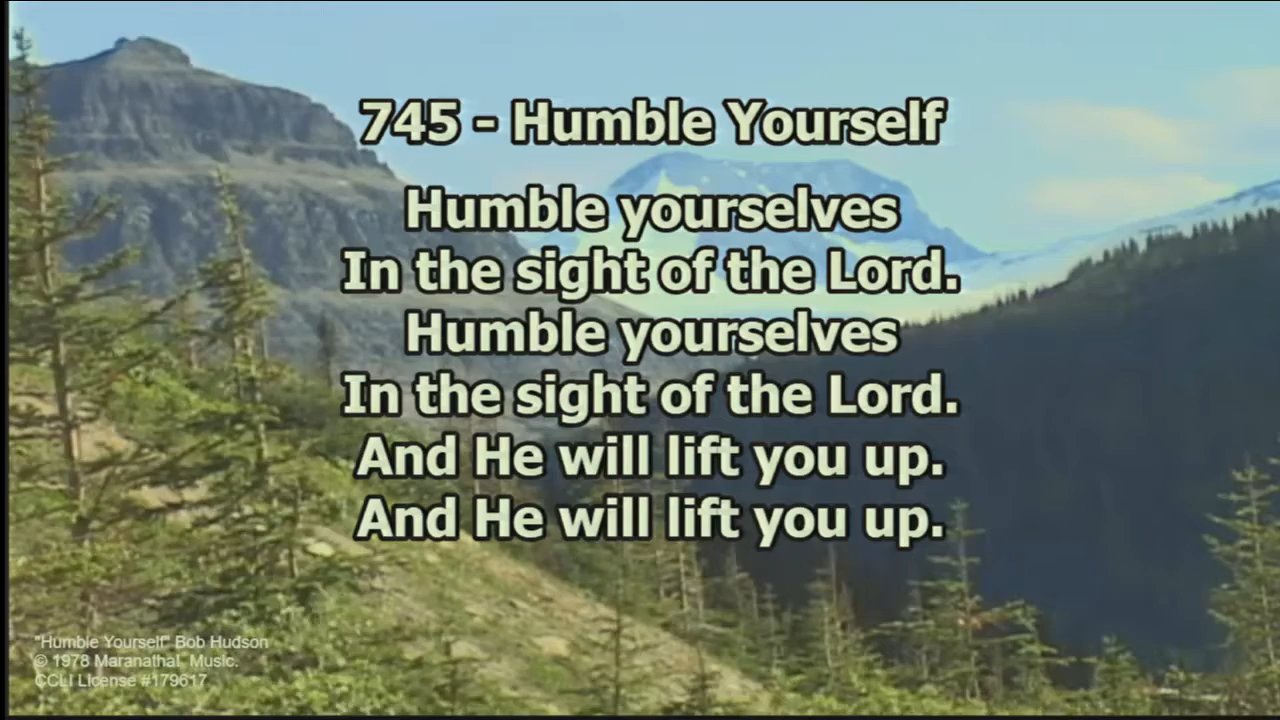 745 - Humble Yourself
Humble yourselves
In the sight of the Lord.
Humble yourselves
In the sight of the Lord.
And He will lift you up.
And He will lift you up.
"Humble Yourself" Bob Hudson
© 1978 Maranatha! Music.
CCLI License #179617